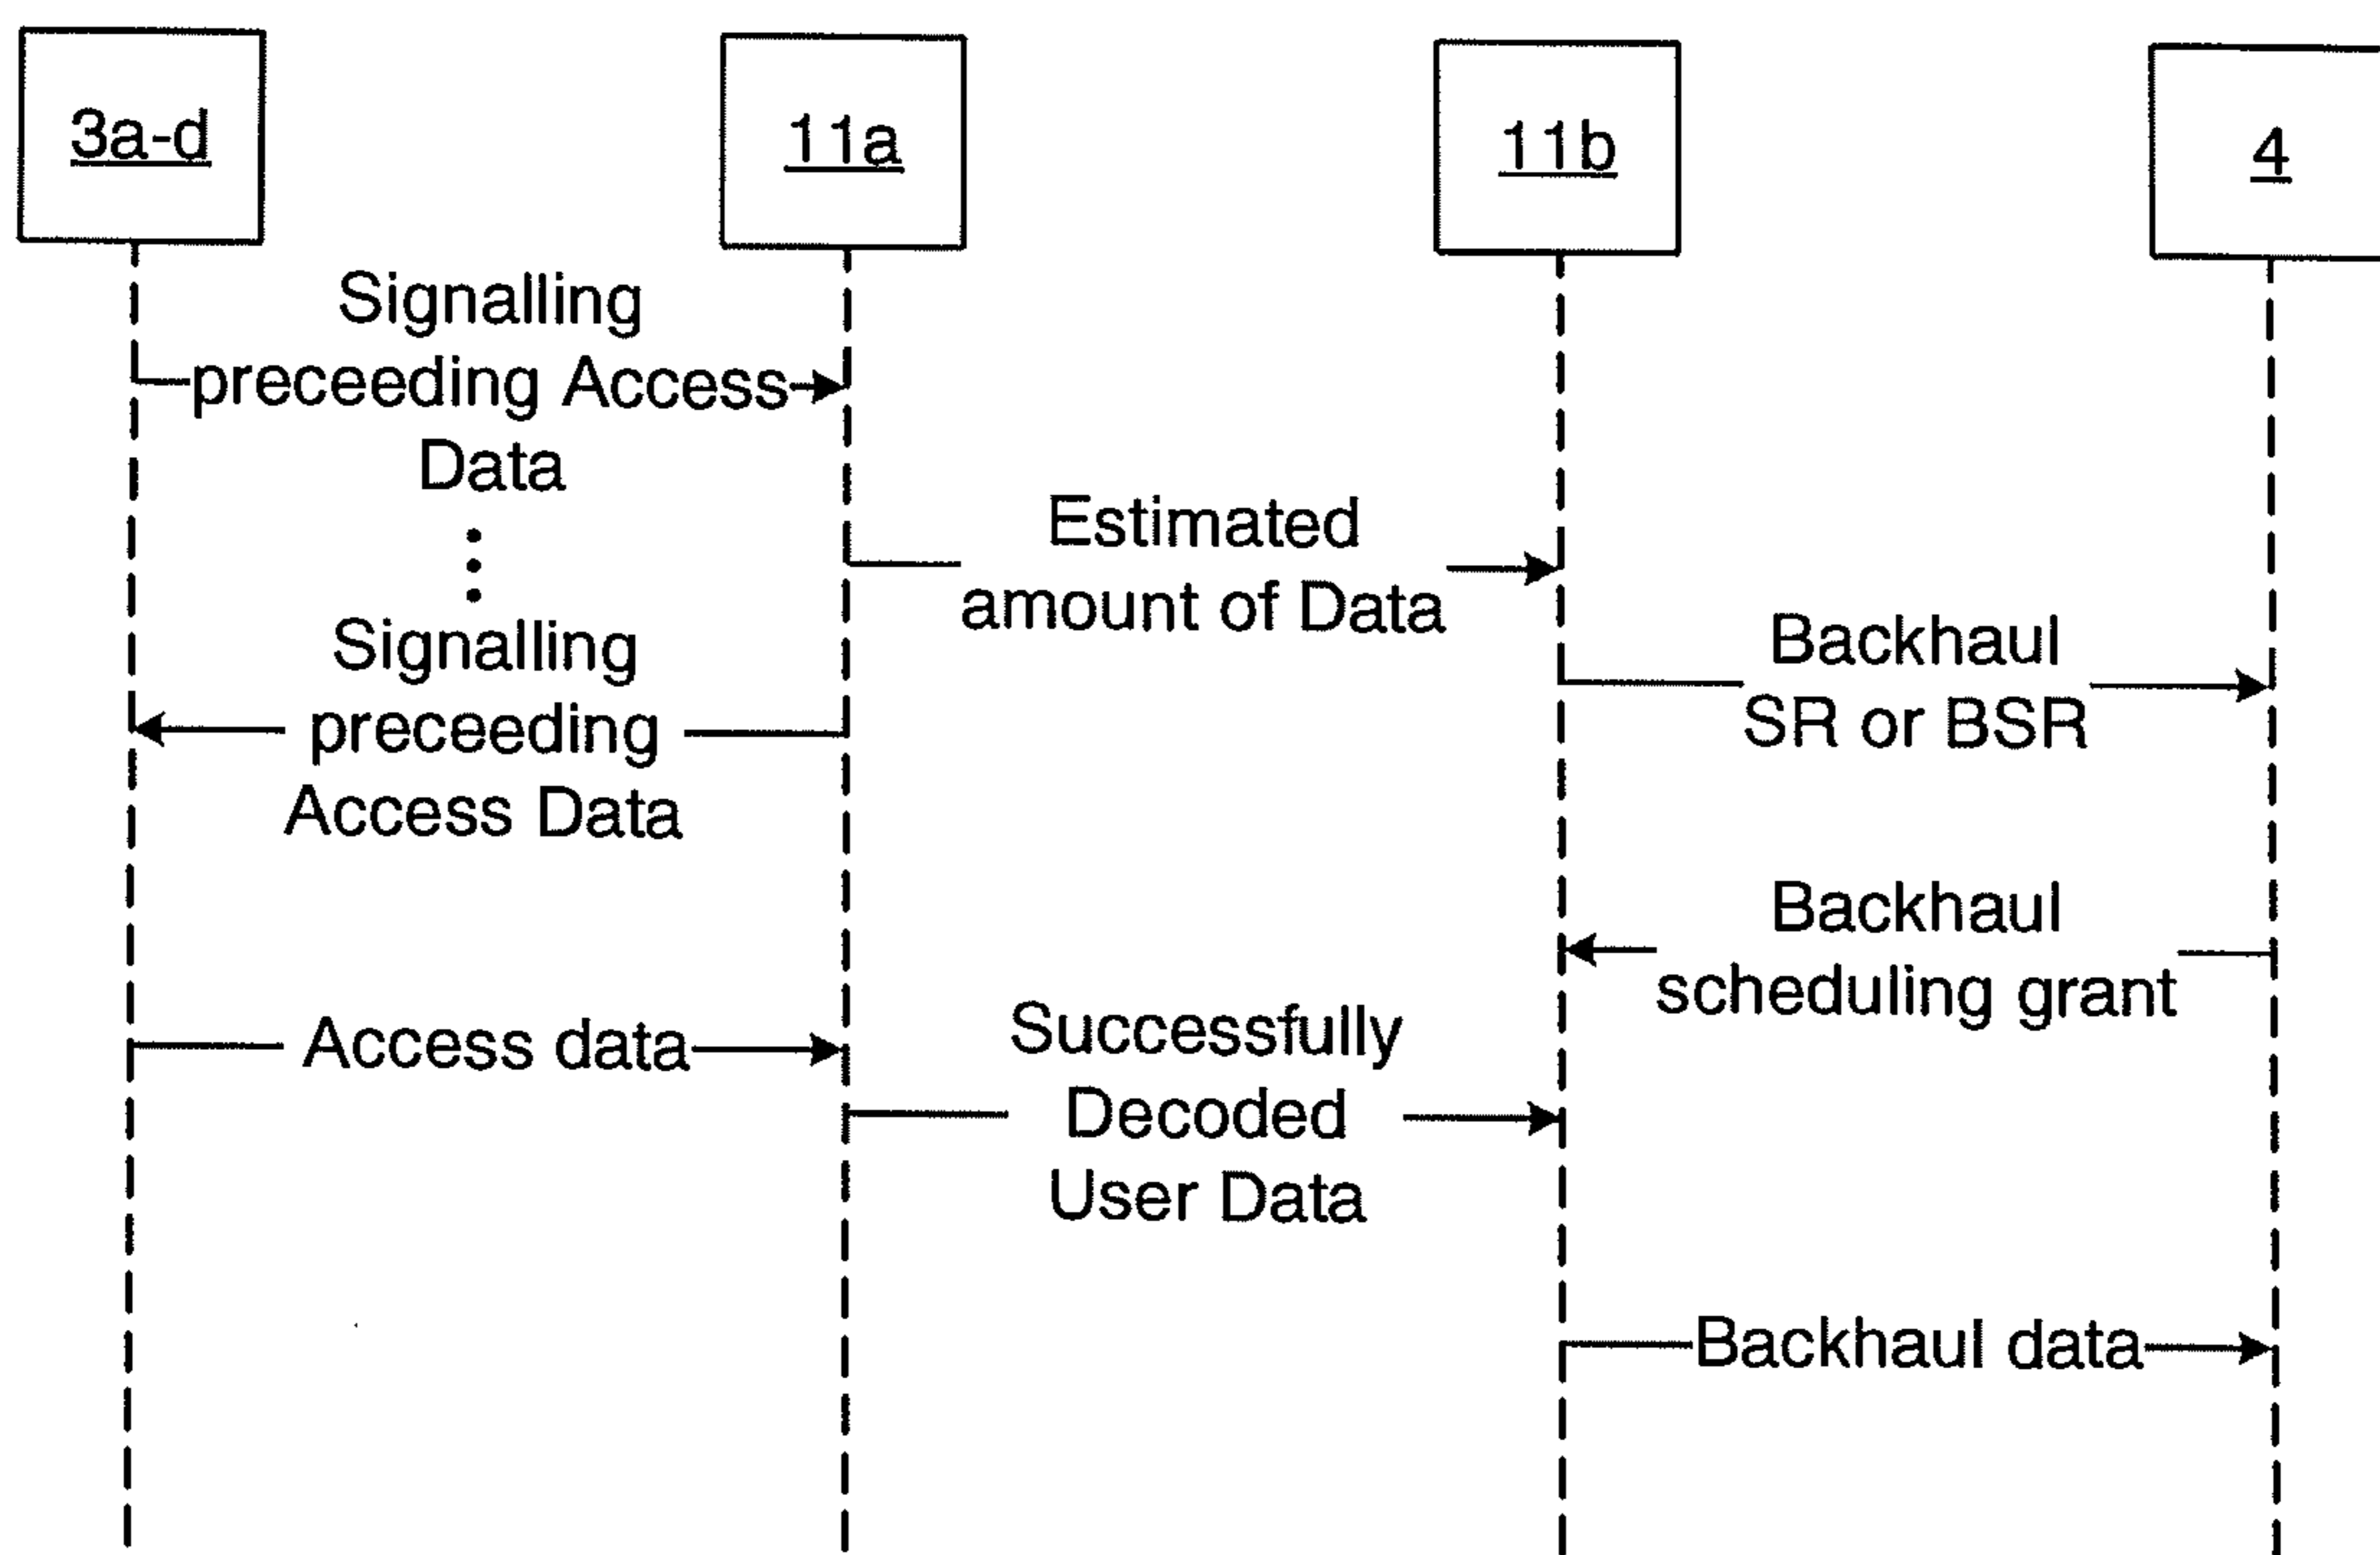 3a-d
11a
11b
4
Signalling
preceeding Access
Data
Estimated
amount of Data
Signalling
preceeding
Access Data
Backhaul
SR or BSR
Backhaul
scheduling grant
Access data
Successfully
Decoded
User Data
Backhaul data